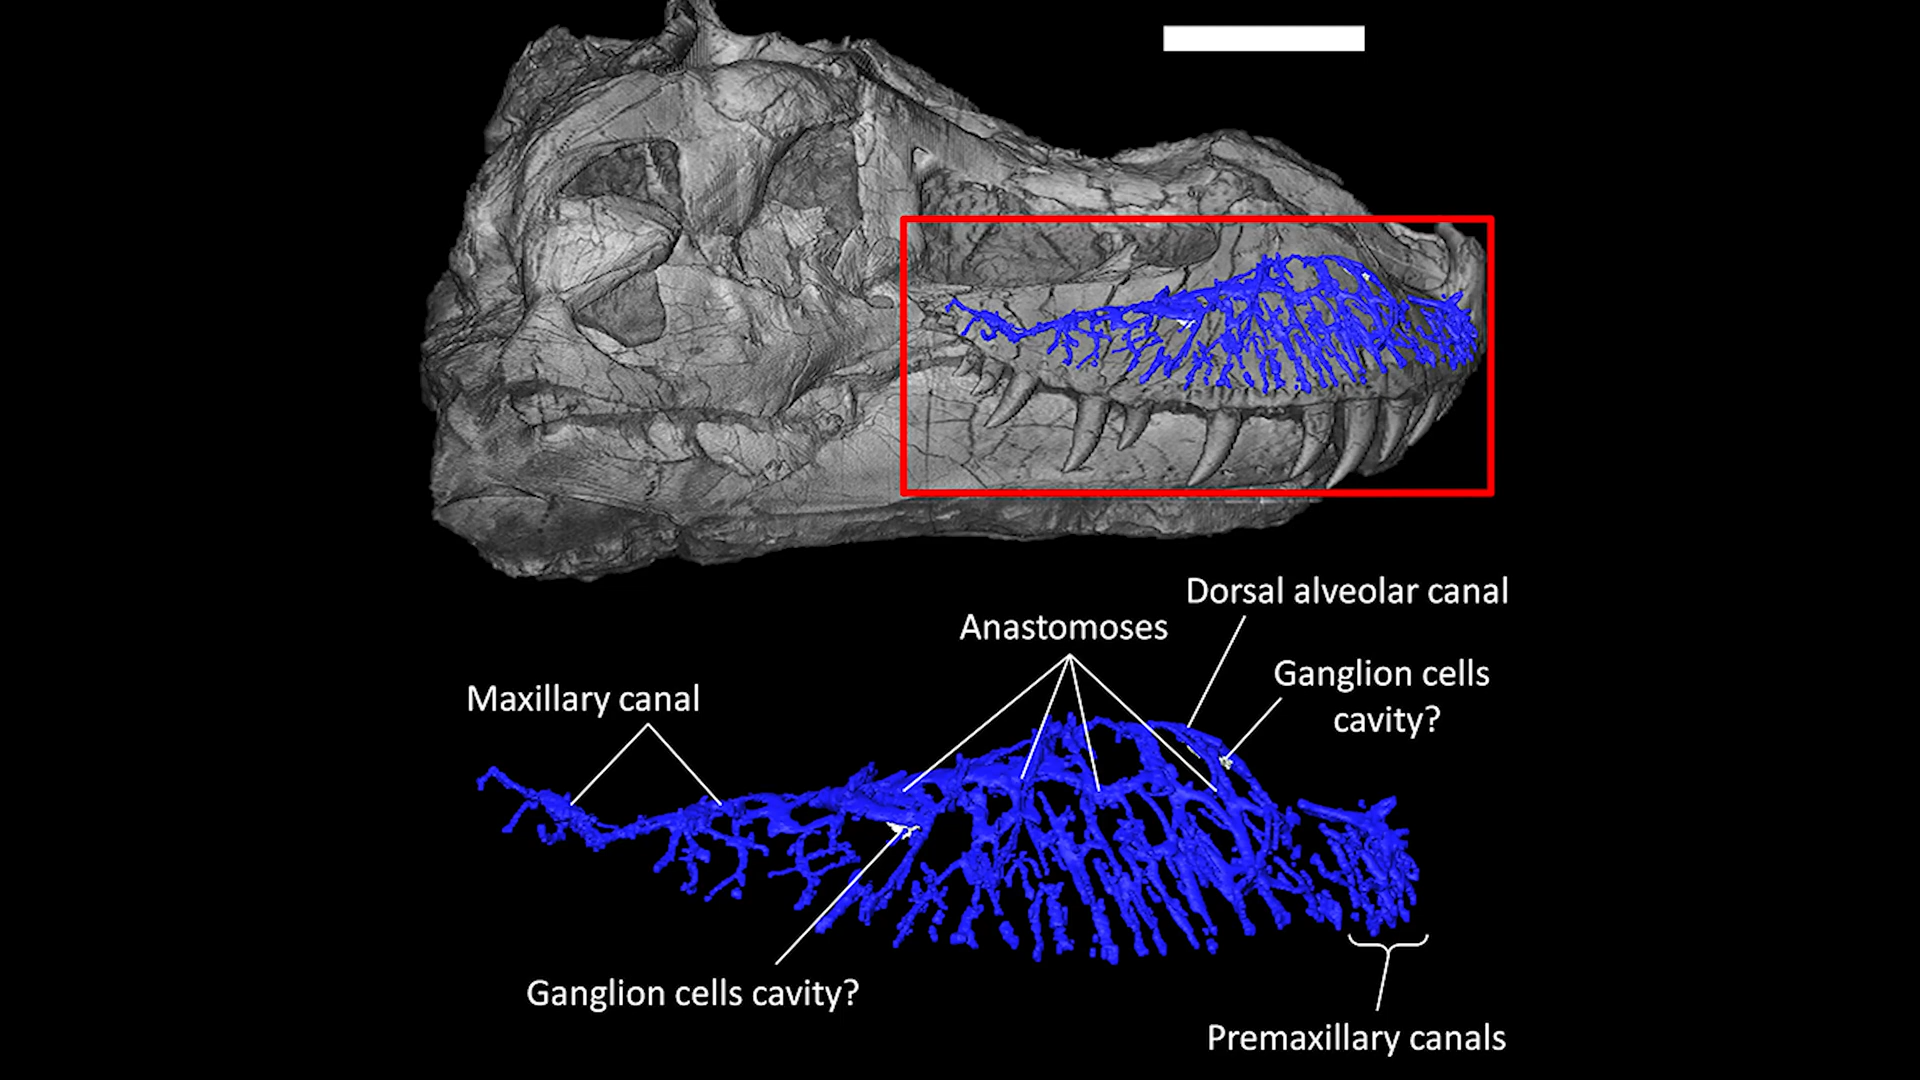 Dorsal alveolar canal
Anastomoses
Ganglion cells
cavity?
Maxillary canal
Ganglion cells cavity?
Premaxillary canals